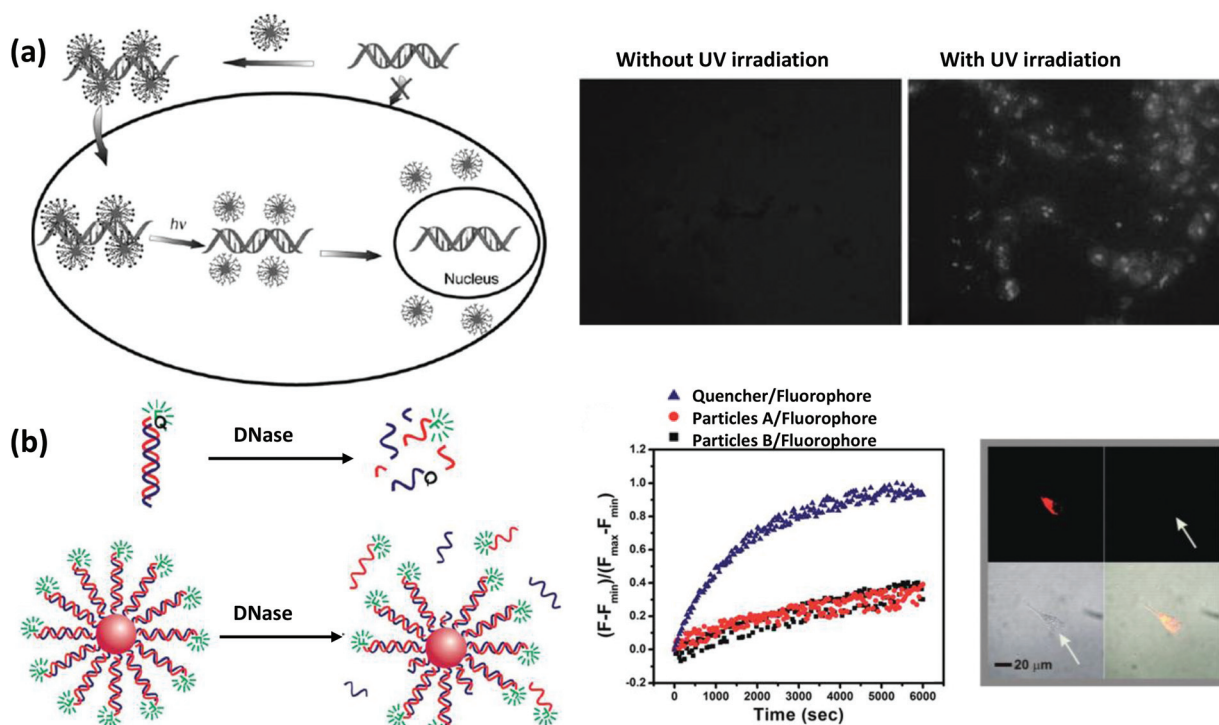 (a)
Without UV irradiation
With UV irradiation
hν
Nucleus
(b)
F
Q
DNase
F
Q
F F F F F F F F F F F F
DNase
F F F F F F F F F F F F
Quencher/Fluorophore
Particles A/Fluorophore
Particles B/Fluorophore
(F-Fmin)/(Fmax-Fmin)
1.2
1.0
0.8
0.6
0.4
0.2
0.0
0.2
0 1000 2000 3000 4000 5000 6000
Time (sec)
20 μm